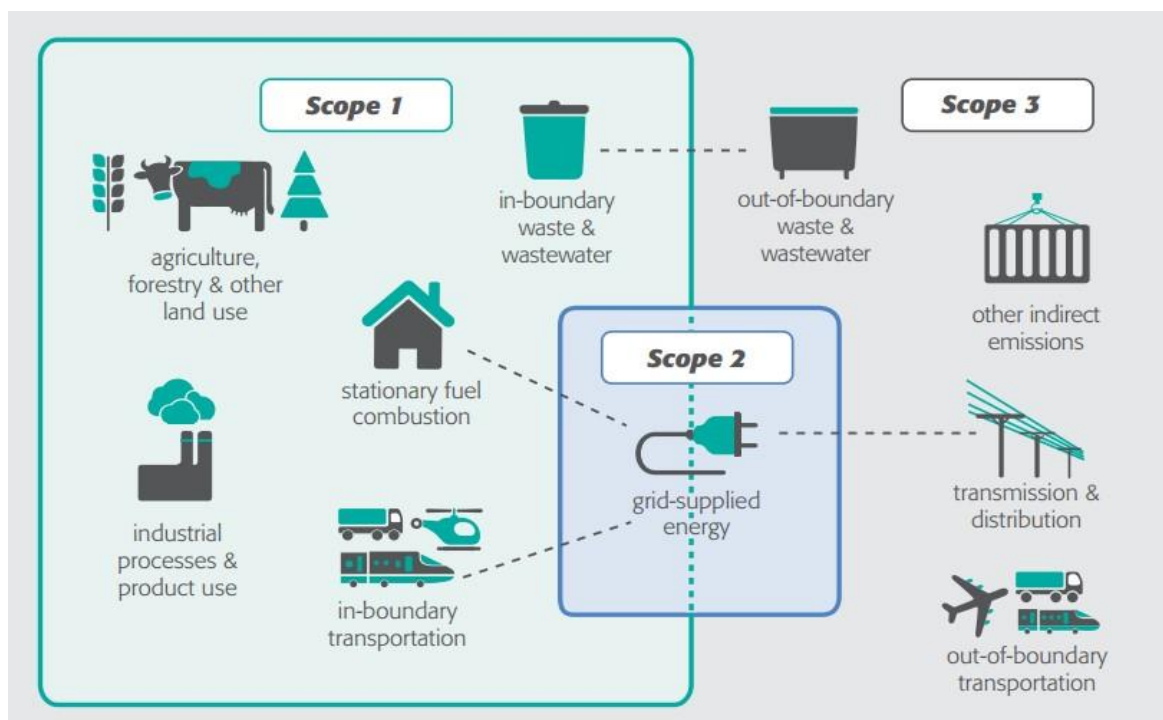 Scope 1
Scope 3
in-boundary
waste &
wastewater
out-of-boundary
waste &
wastewater
agriculture,
forestry & other
land use
other indirect
emissions
Scope 2
stationary fuel
combustion
grid-supplied
energy
transmission &
distribution
industrial
processes &
product use
in-boundary
transportation
out-of-boundary
transportation